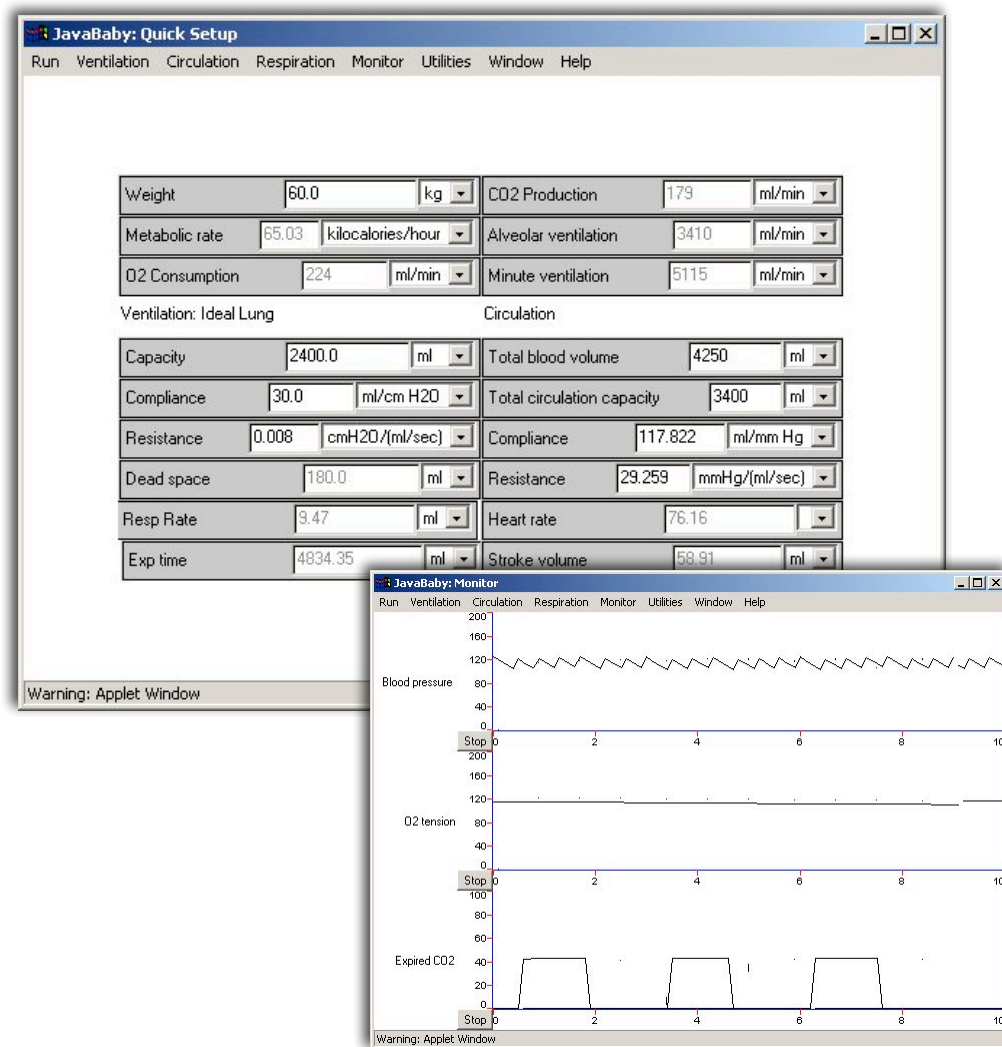 JavaBaby: Quick Setup
Run Ventilation Circulation Respiration Monitor Utilities Window Help
Weight 60.0 kg CO2 Production 179 ml/min
Metabolic rate 65.03 kilocalories/hour Alveolar ventilation 3410 ml/min
O2 Consumption 224 ml/min Minute ventilation 5115 ml/min
Ventilation: Ideal Lung Circulation
Capacity 2400.0 ml Total blood volume 4250 ml
Compliance 30.0 ml/cm H2O Total circulation capacity 3400 ml
Resistance 0.008 cmH2O/(ml/sec) Compliance 117.822 ml/mm Hg
Dead space 180.0 ml Resistance 29.259 mmHg/(ml/sec)
Resp Rate 9.47 ml Heart rate 76.16
Exp time 4834.35 ml Stroke volume 58.91 ml
Warning: Applet Window
JavaBaby: Monitor
Run Ventilation Circulation Respiration Monitor Utilities Window Help
200
160
120
Blood pressure
80
40
0
Stop 0 2 4 6 8 10
200
160
120
O2 tension
80
40
0
Stop 0 2 4 6 8 10
100
80
60
Expired CO2
40
20
0
Stop 0 2 4 6 8 10
Warning: Applet Window